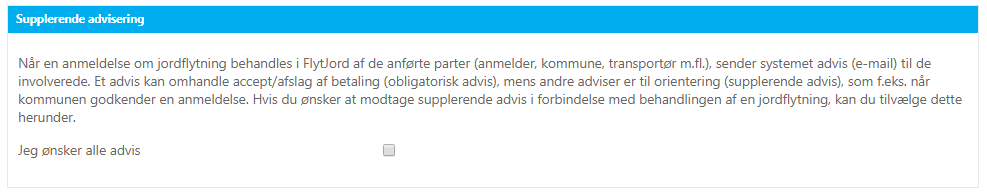 Supplerende advisering
Når en anmeldelse om jordflytning behandles i FlytJord af de anførte parter (anmelder, kommune, transportør m.fl.), sender systemet advis (e-mail) til de
involverede. Et advis kan omhandle accept/afslag af betaling (obligatorisk advis), mens andre adviser er til orientering (supplerende advis), som f.eks. når
kommunen godkender en anmeldelse. Hvis du ønsker at modtage supplerende advis i forbindelse med behandlingen af en jordflytning, kan du tilvælge dette
herunder.
Jeg ønsker alle advis